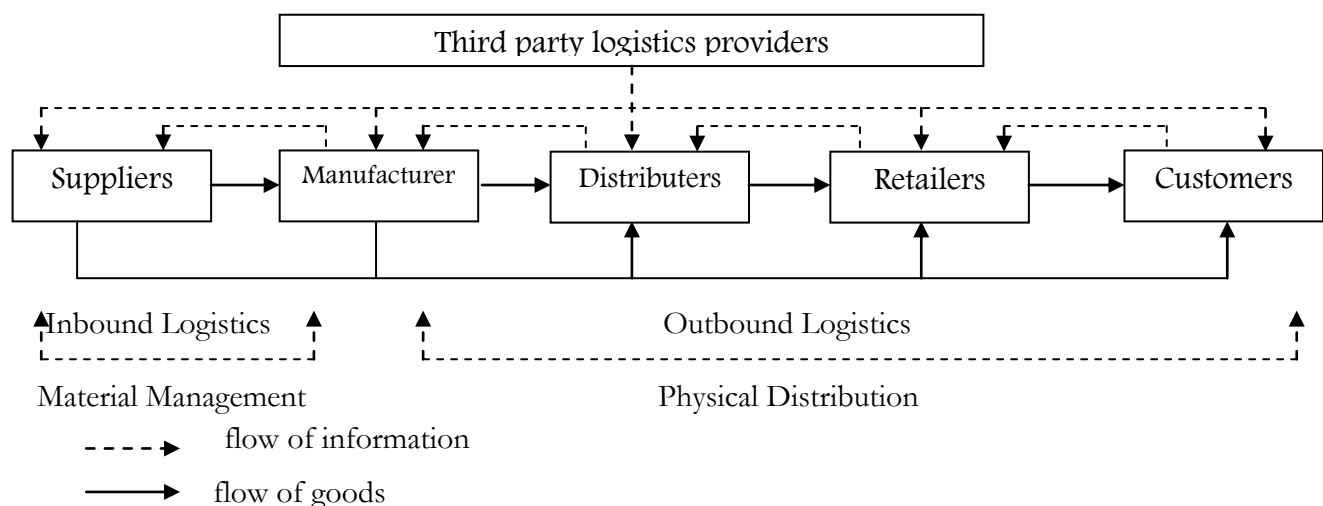 Third party logistics providers
Suppliers
Manufacturer
Distributers
Retailers
Customers
Inbound Logistics
Outbound Logistics
Material Management
Physical Distribution
flow of information
flow of goods